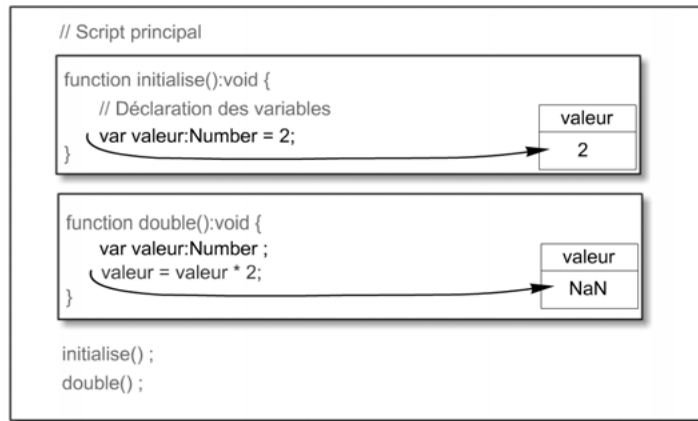 // Script principal
function initialise():void {
// Déclaration des variables
var valeur:Number = 2;
}
valeur
2
function double():void {
var valeur:Number ;
valeur = valeur * 2;
}
valeur
NaN
initialise() ;
double() ;